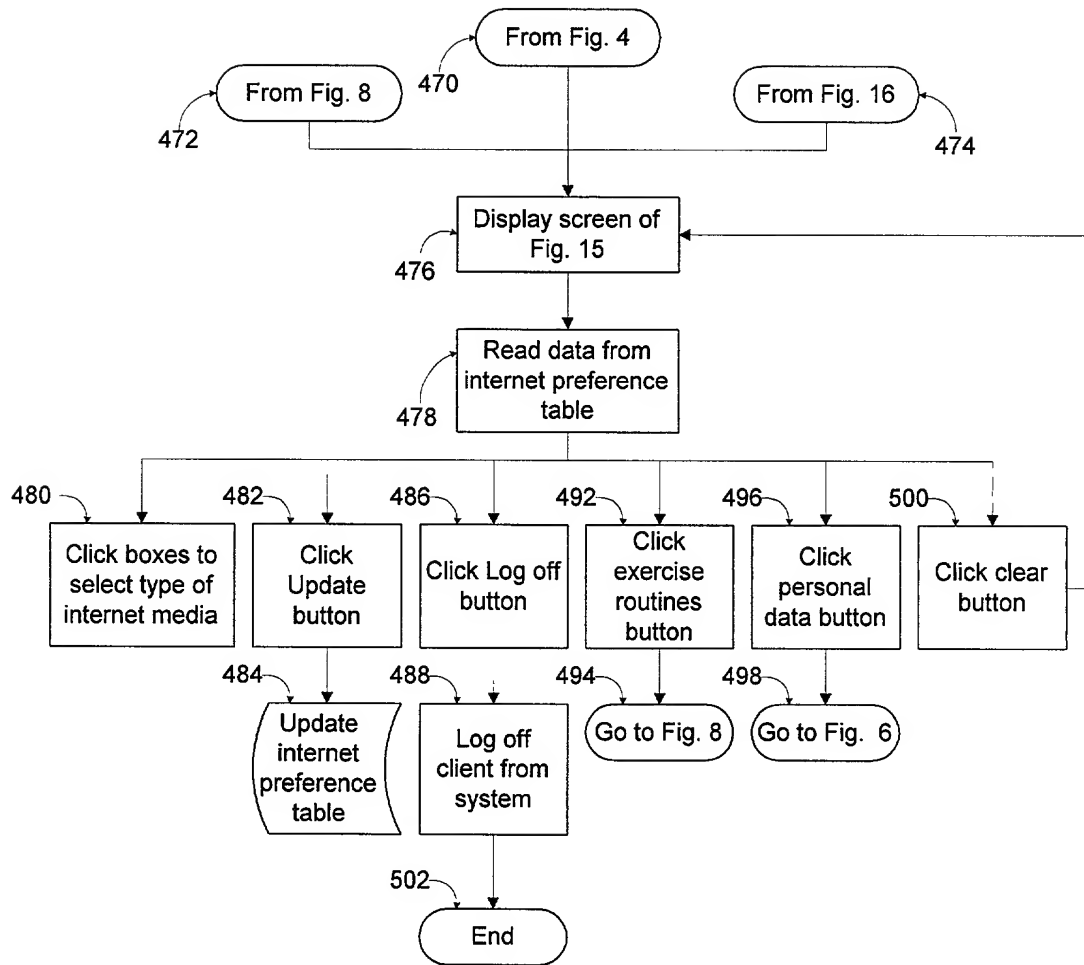 From Fig. 4
470
From Fig. 8
472
From Fig. 16
474
Display screen of
Fig. 15
476
Read data from
internet preference
table
478
480
482
486
492
496
500
Click boxes to
select type of
internet media
Click
Update
button
Click Log off
button
Click
exercise
routines
button
Click
personal
data button
Click clear
button
484
488
494
498
Update
internet
preference
table
Log off
client from
system
Go to Fig. 8
Go to Fig. 6
502
End